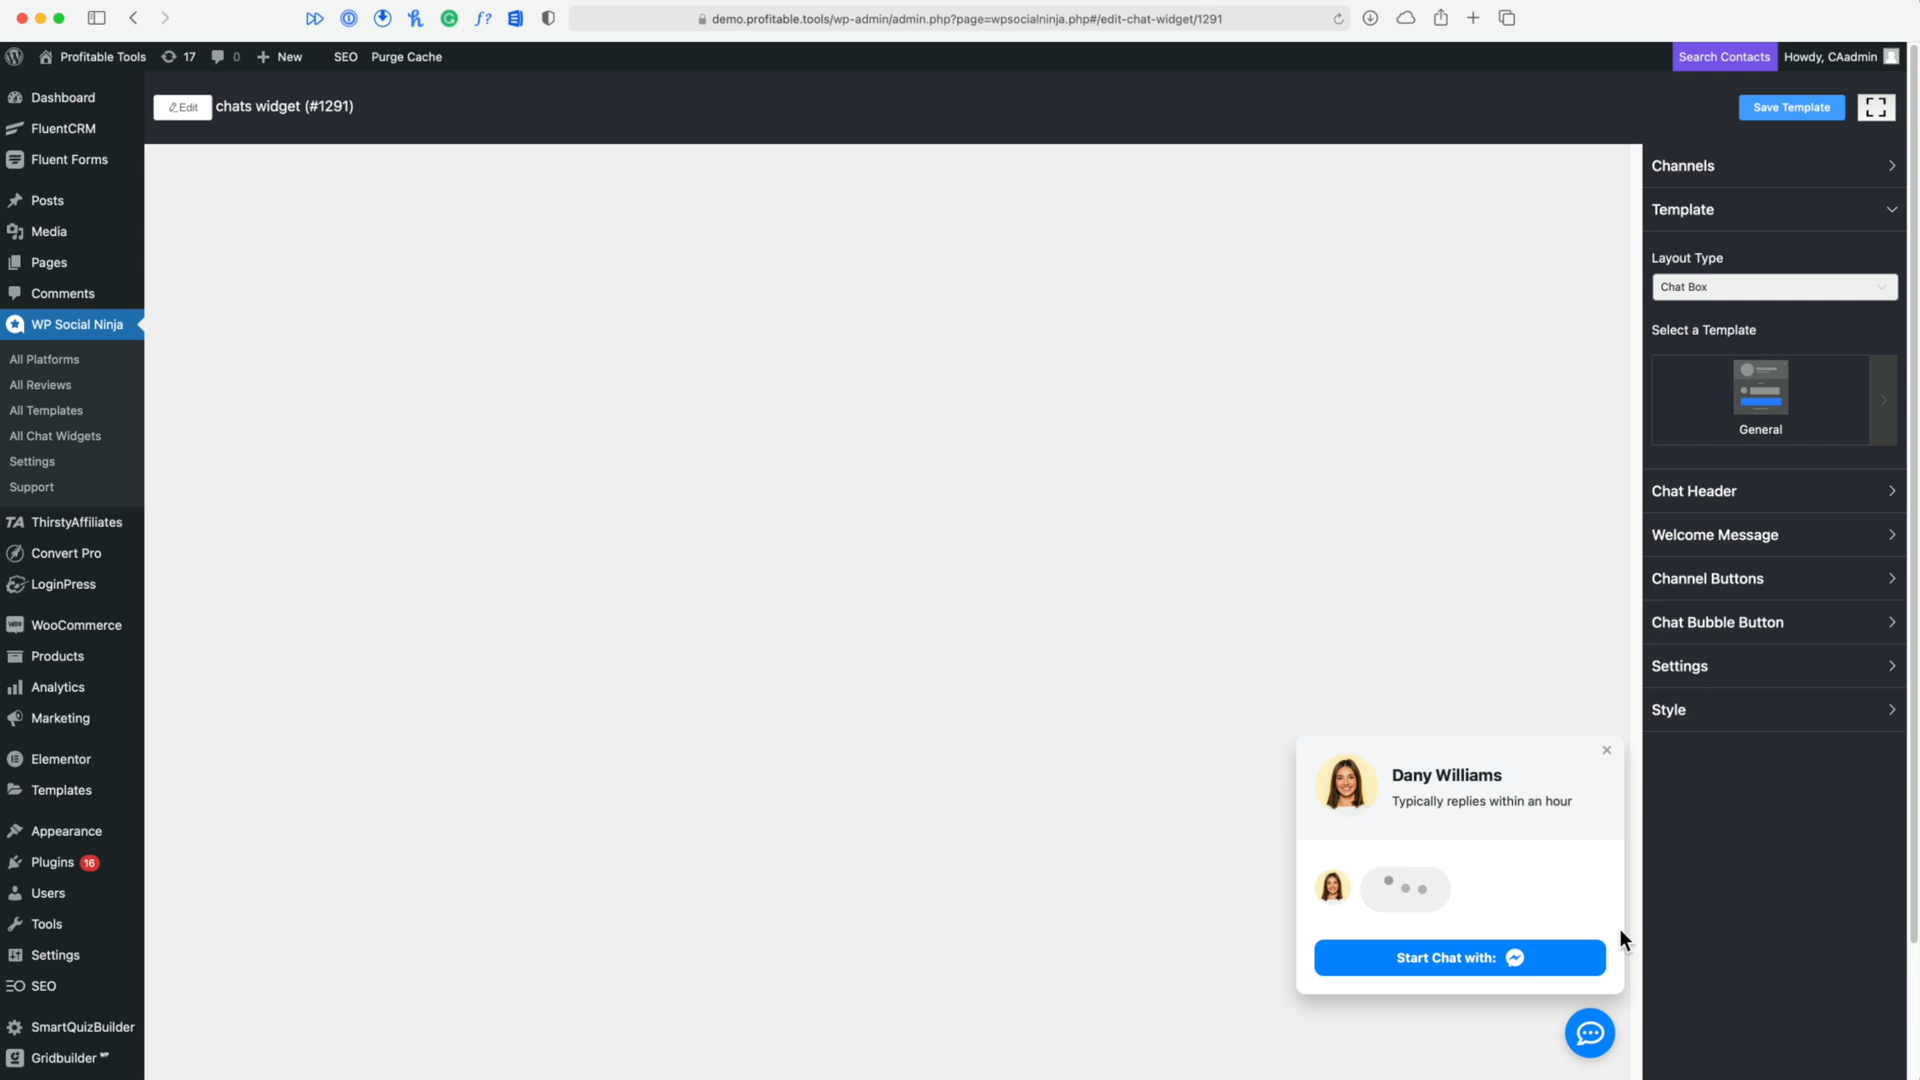 demo.profitable.tools/wp-admin/admin.php?page=wpsocialninja.php#/edit-chat-widget/1291
Profitable Tools
17
0
New
SEO
Purge Cache
Search Contacts
Howdy, CAadmin
Edit
chats widget (#1291)
Save Template
Dashboard
FluentCRM
Fluent Forms
Posts
Media
Pages
Comments
WP Social Ninja
All Platforms
All Reviews
All Templates
All Chat Widgets
Settings
Support
TA ThirstyAffiliates
Convert Pro
LoginPress
WooCommerce
Products
Analytics
Marketing
Elementor
Templates
Appearance
Plugins 16
Users
Tools
Settings
SEO
SmartQuizBuilder
Gridbuilder WP
Channels
Template
Layout Type
Chat Box
Select a Template
General
Chat Header
Welcome Message
Channel Buttons
Chat Bubble Button
Settings
Style
Dany Williams
Typically replies within an hour
Start Chat with: